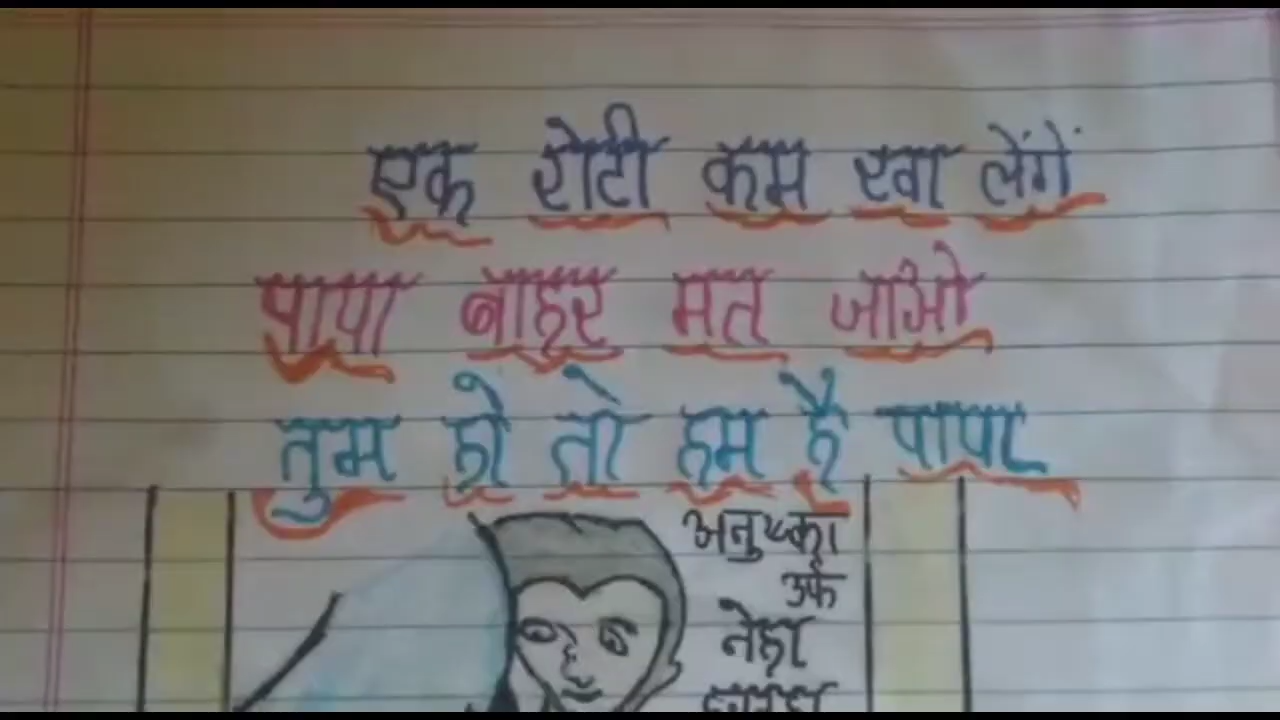 एक रोटी कम खा लेंगें
पापा बाहर मत जाओ
तुम हो तो हम है पापा
अनुष्का
उर्फ
नेहा